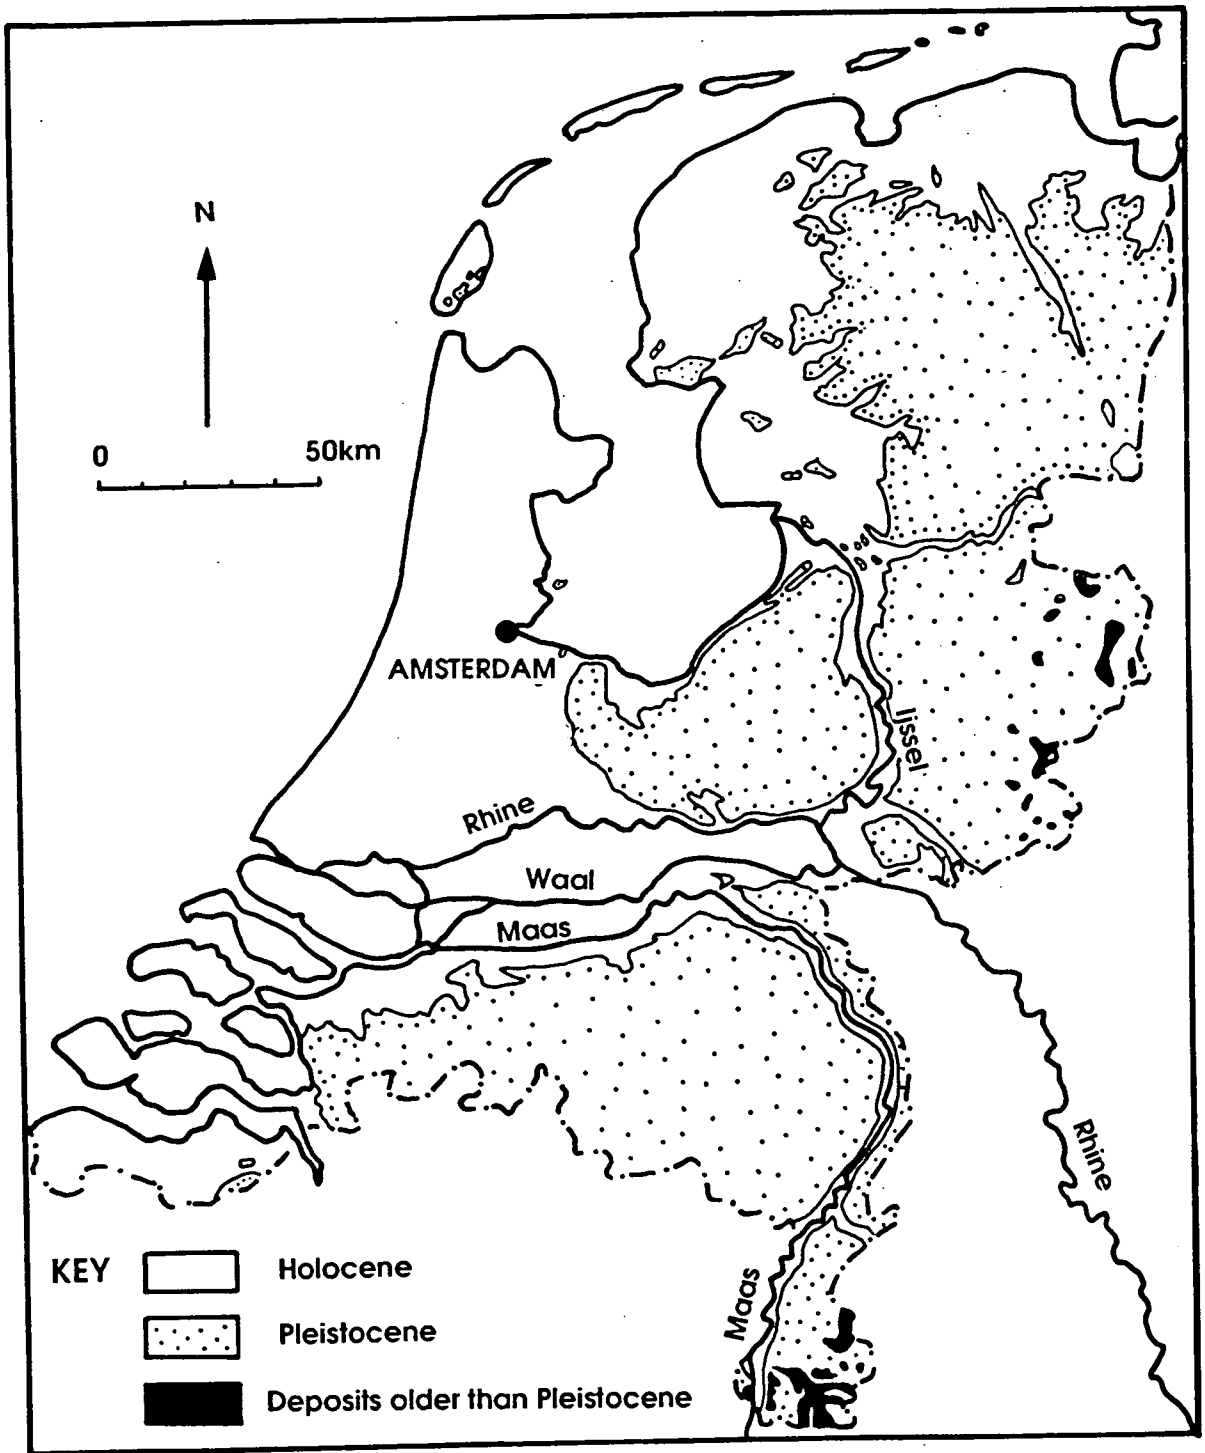 N
0 50km
AMSTERDAM
Ijssel
Rhine
Waal
Maas
Rhine
Maas
KEY
Holocene
Pleistocene
Deposits older than Pleistocene